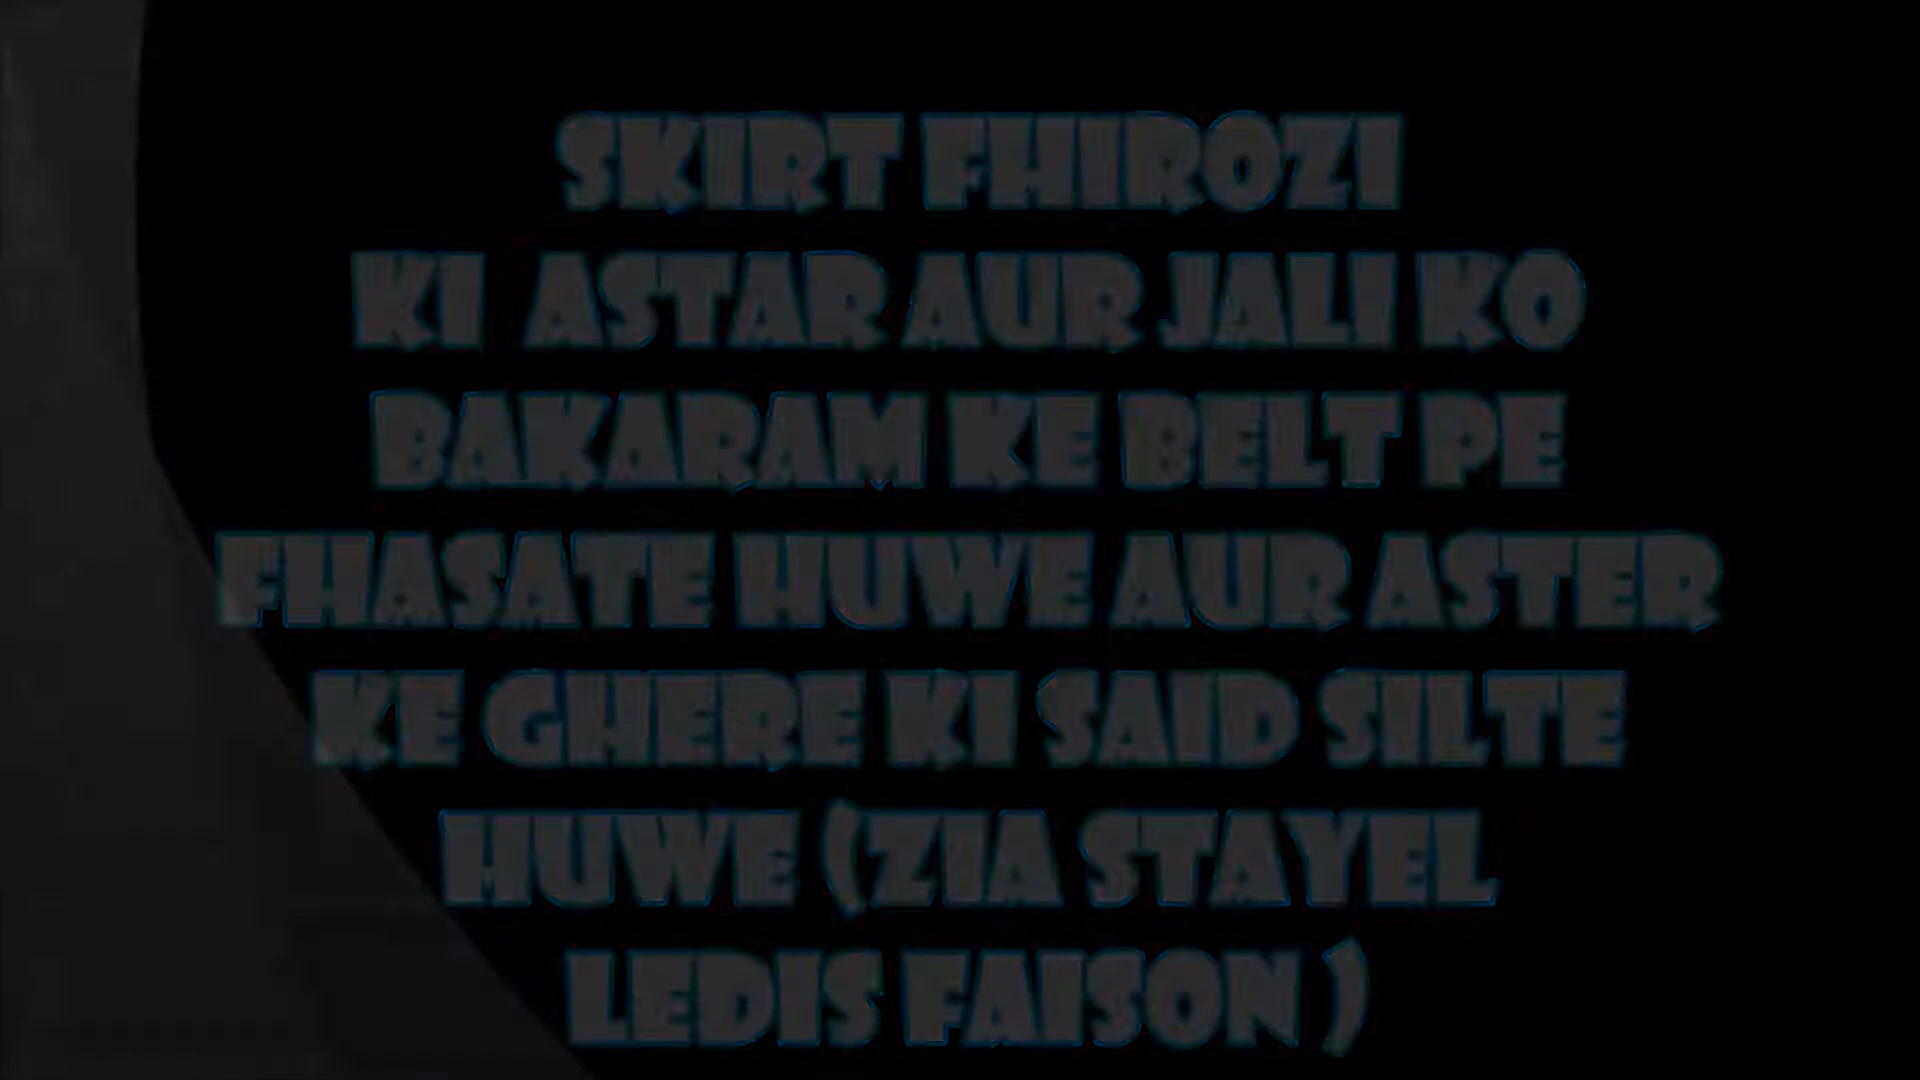 SKIRT FHIROZI
KI ASTAR AUR JALI KO
BAKARAM KE BELT PE
FHASATE HUWE AUR ASTER
KE GHERE KI SAID SILTE
HUWE (ZIA STAYEL
LEDIS FAISON )